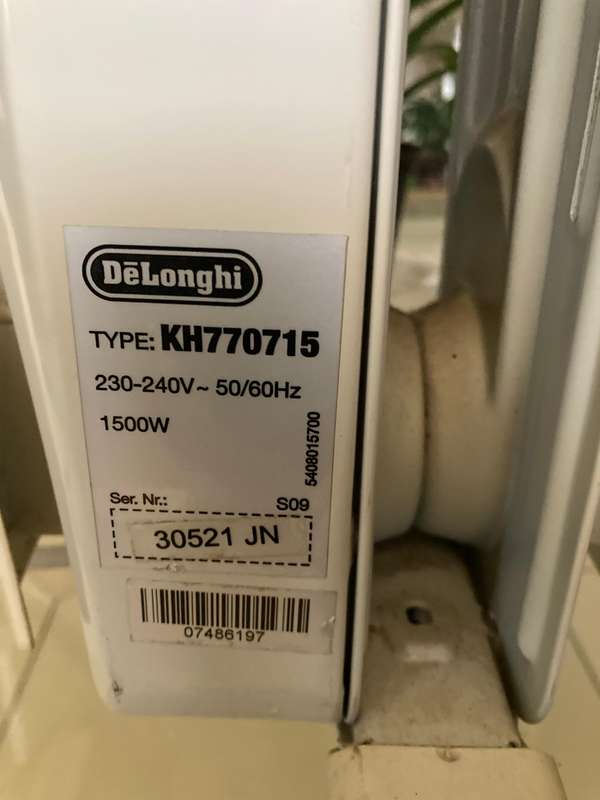 DēLonghi
TYPE: KH770715
230-240V~ 50/60Hz
1500W
5408015700
Ser. Nr.:
S09
30521 JN
07486197